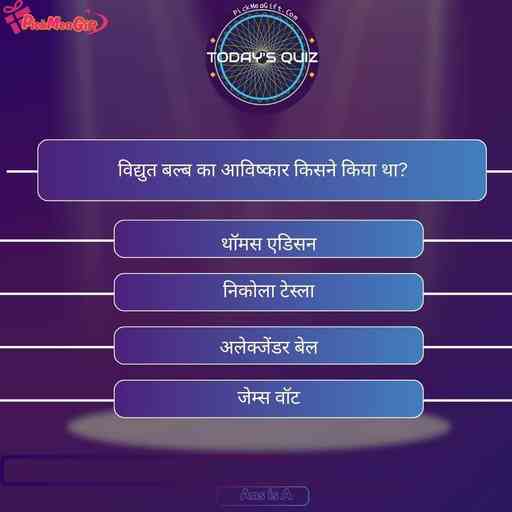 PickMeaGift
PickMeaGift.Com
TODAY'S QUIZ
विद्युत बल्ब का आविष्कार किसने किया था?
थॉमस एडिसन
निकोला टेस्ला
अलेक्जेंडर बेल
जेम्स वॉट
Ans is A